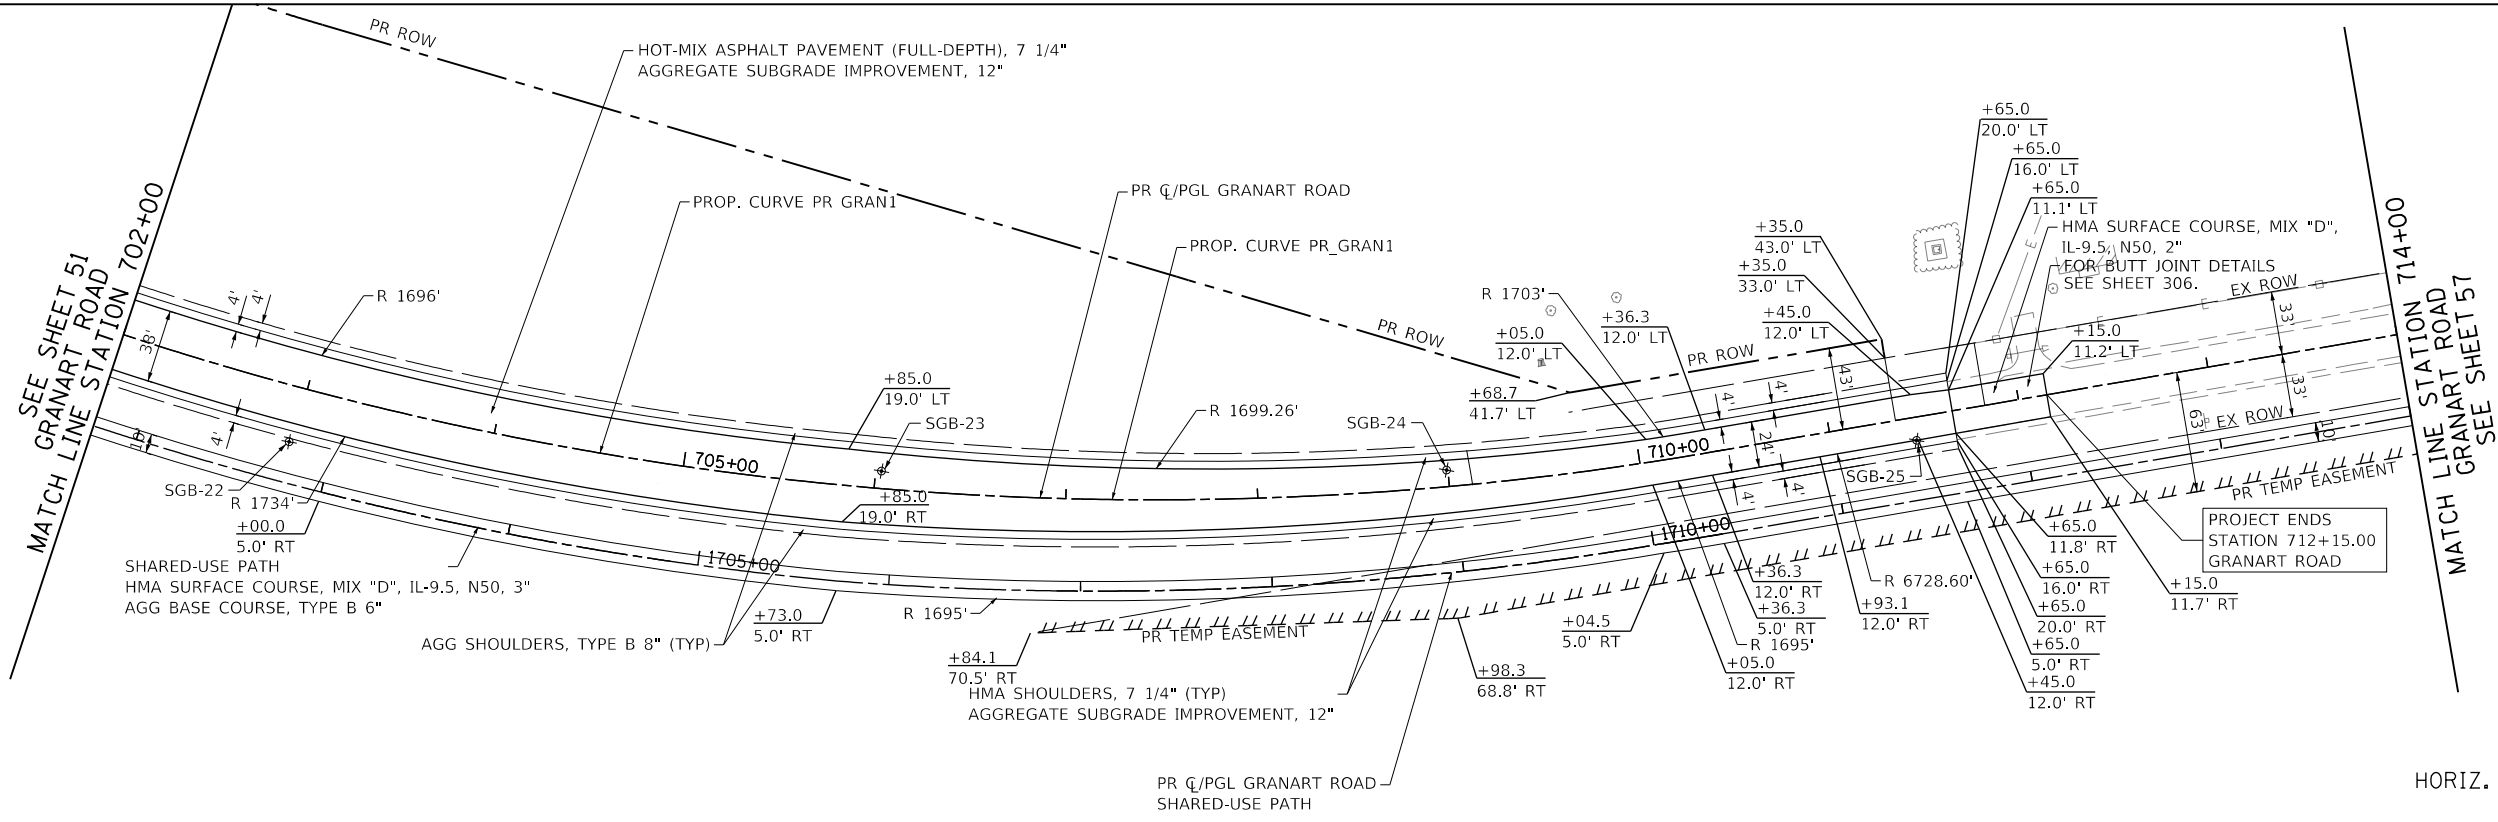 PR ROW
HOT-MIX ASPHALT PAVEMENT (FULL-DEPTH), 7 1/4"
AGGREGATE SUBGRADE IMPROVEMENT, 12"
PROP. CURVE PR GRAN1
PR ℄/PGL GRANART ROAD
PROP. CURVE PR_GRAN1
SEE SHEET 51
GRANART ROAD
MATCH LINE STATION 702+00
4'
4'
38'
R 1696'
4'
10'
SGB-22
R 1734'
+00.0
5.0' RT
SHARED-USE PATH
HMA SURFACE COURSE, MIX "D", IL-9.5, N50, 3"
AGG BASE COURSE, TYPE B 6"
705+00
+85.0
19.0' LT
SGB-23
+85.0
19.0' RT
1705+00
+73.0
5.0' RT
AGG SHOULDERS, TYPE B 8" (TYP)
R 1695'
+84.1
70.5' RT
PR TEMP EASEMENT
HMA SHOULDERS, 7 1/4" (TYP)
AGGREGATE SUBGRADE IMPROVEMENT, 12"
PR ℄/PGL GRANART ROAD
SHARED-USE PATH
R 1699.26'
SGB-24
PR ROW
R 1703'
+05.0
12.0' LT
+36.3
12.0' LT
+68.7
41.7' LT
PR ROW
+35.0
43.0' LT
+35.0
33.0' LT
+45.0
12.0' LT
+65.0
20.0' LT
+65.0
16.0' LT
+65.0
11.1' LT
HMA SURFACE COURSE, MIX "D",
IL-9.5, N50, 2"
FOR BUTT JOINT DETAILS
SEE SHEET 306.
E
E
E
E
EX ROW
33'
+15.0
11.2' LT
4'
4'
43'
24'
710+00
4'
4'
SGB-25
63'
33'
EX ROW
10'
1710+00
PR TEMP EASEMENT
+98.3
68.8' RT
+04.5
5.0' RT
+36.3
12.0' RT
+36.3
5.0' RT
R 1695'
+05.0
12.0' RT
R 6728.60'
+93.1
12.0' RT
+65.0
11.8' RT
+65.0
16.0' RT
+65.0
20.0' RT
+65.0
5.0' RT
+45.0
12.0' RT
+15.0
11.7' RT
PROJECT ENDS
STATION 712+15.00
GRANART ROAD
MATCH LINE STATION 714+00
GRANART ROAD
SEE SHEET 57
HORIZ.